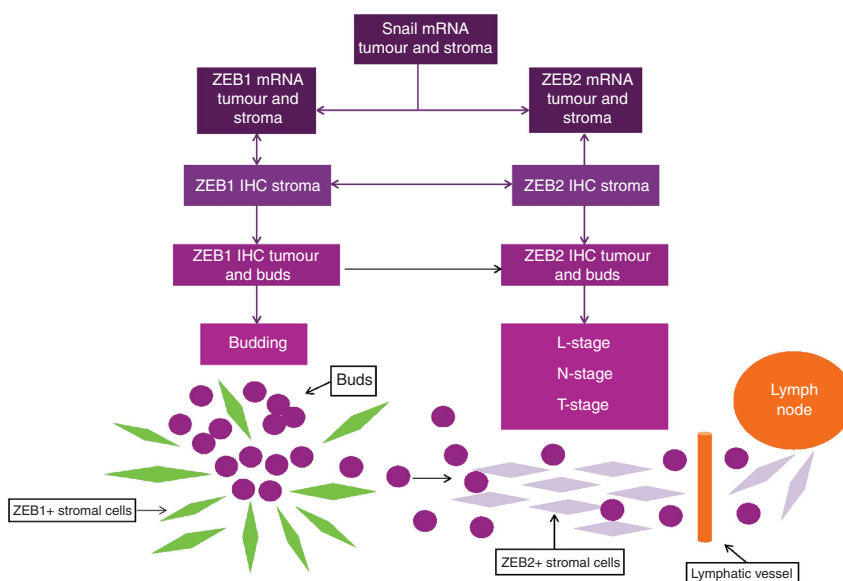 Snail mRNA
tumour and stroma
ZEB1 mRNA
tumour and
stroma
ZEB2 mRNA
tumour and
stroma
ZEB1 IHC stroma
ZEB2 IHC stroma
ZEB1 IHC tumour
and buds
ZEB2 IHC tumour
and buds
Budding
L-stage
N-stage
T-stage
Buds
Lymph
node
ZEB1+ stromal cells
ZEB2+ stromal cells
Lymphatic vessel